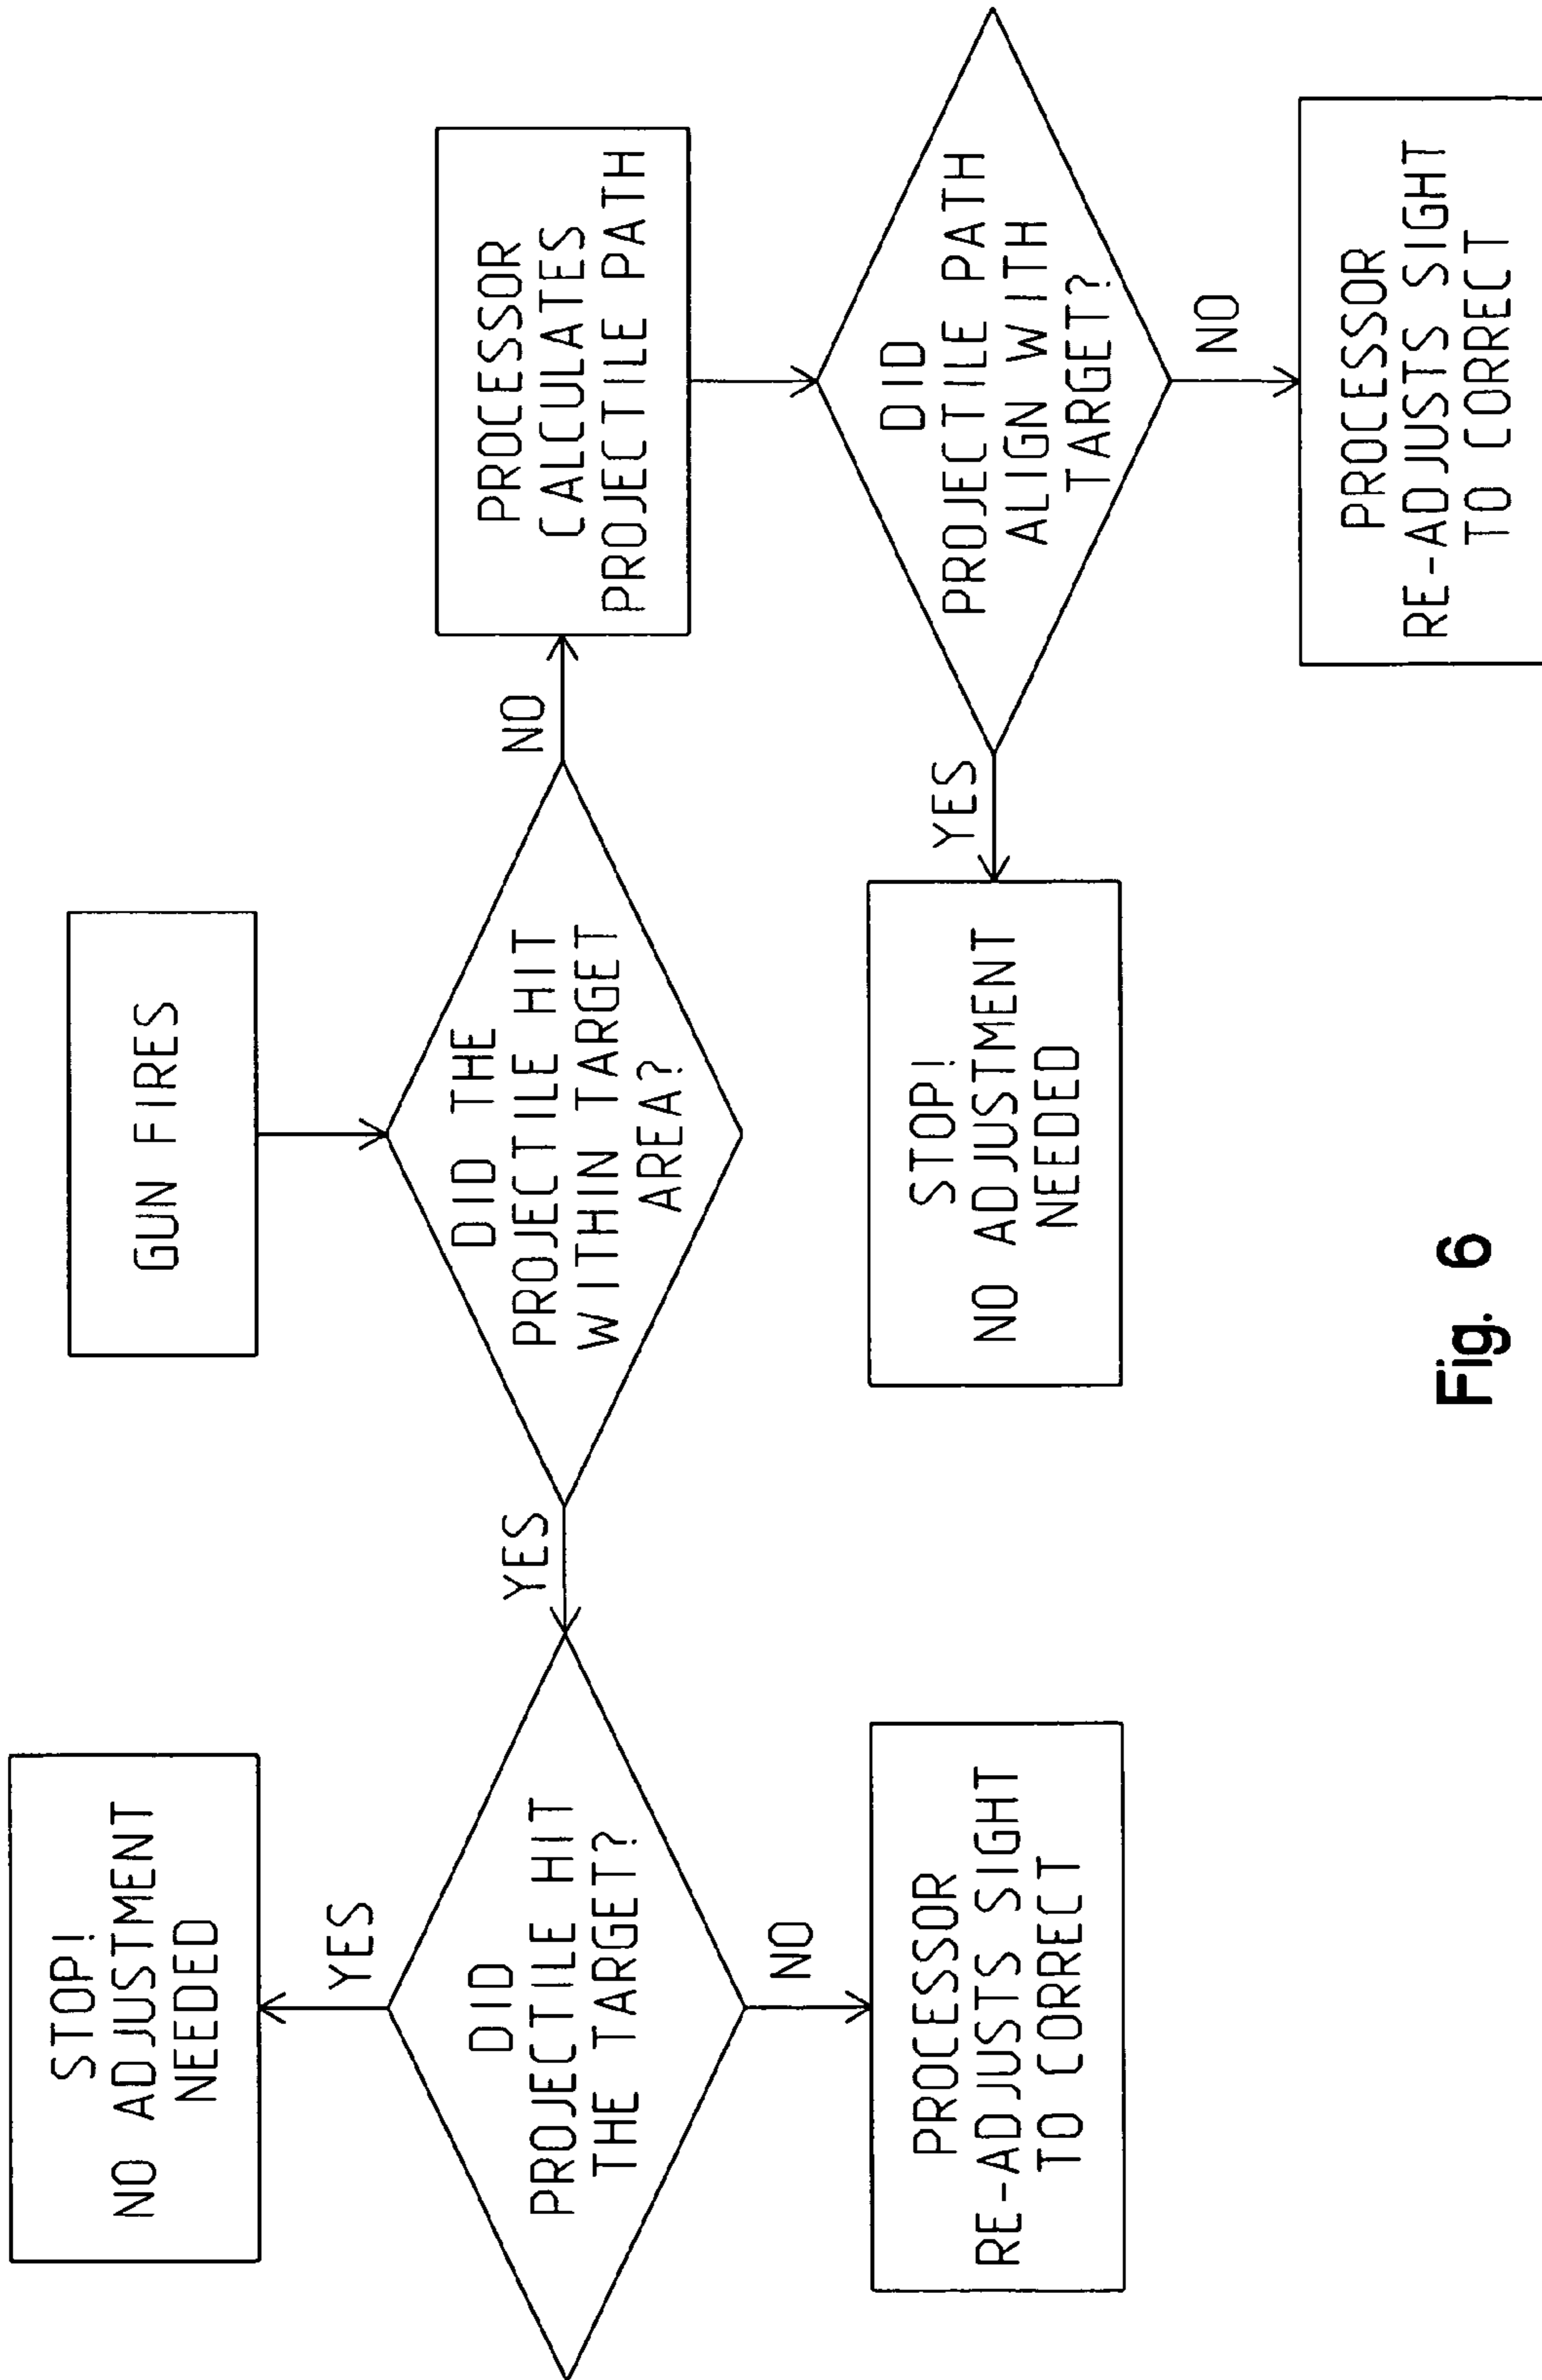 GUN FIRES
DID THE
PROJECTILE HIT
WITHIN TARGET
AREA?
YES
NO
DID
PROJECTILE HIT
THE TARGET?
YES
STOP!
NO ADJUSTMENT
NEEDED
NO
PROCESSOR
RE-ADJUSTS SIGHT
TO CORRECT
PROCESSOR
CALCULATES
PROJECTILE PATH
DID
PROJECTILE PATH
ALIGN WITH
TARGET?
YES
STOP!
NO ADJUSTMENT
NEEDED
NO
PROCESSOR
RE-ADJUSTS SIGHT
TO CORRECT
Fig. 6